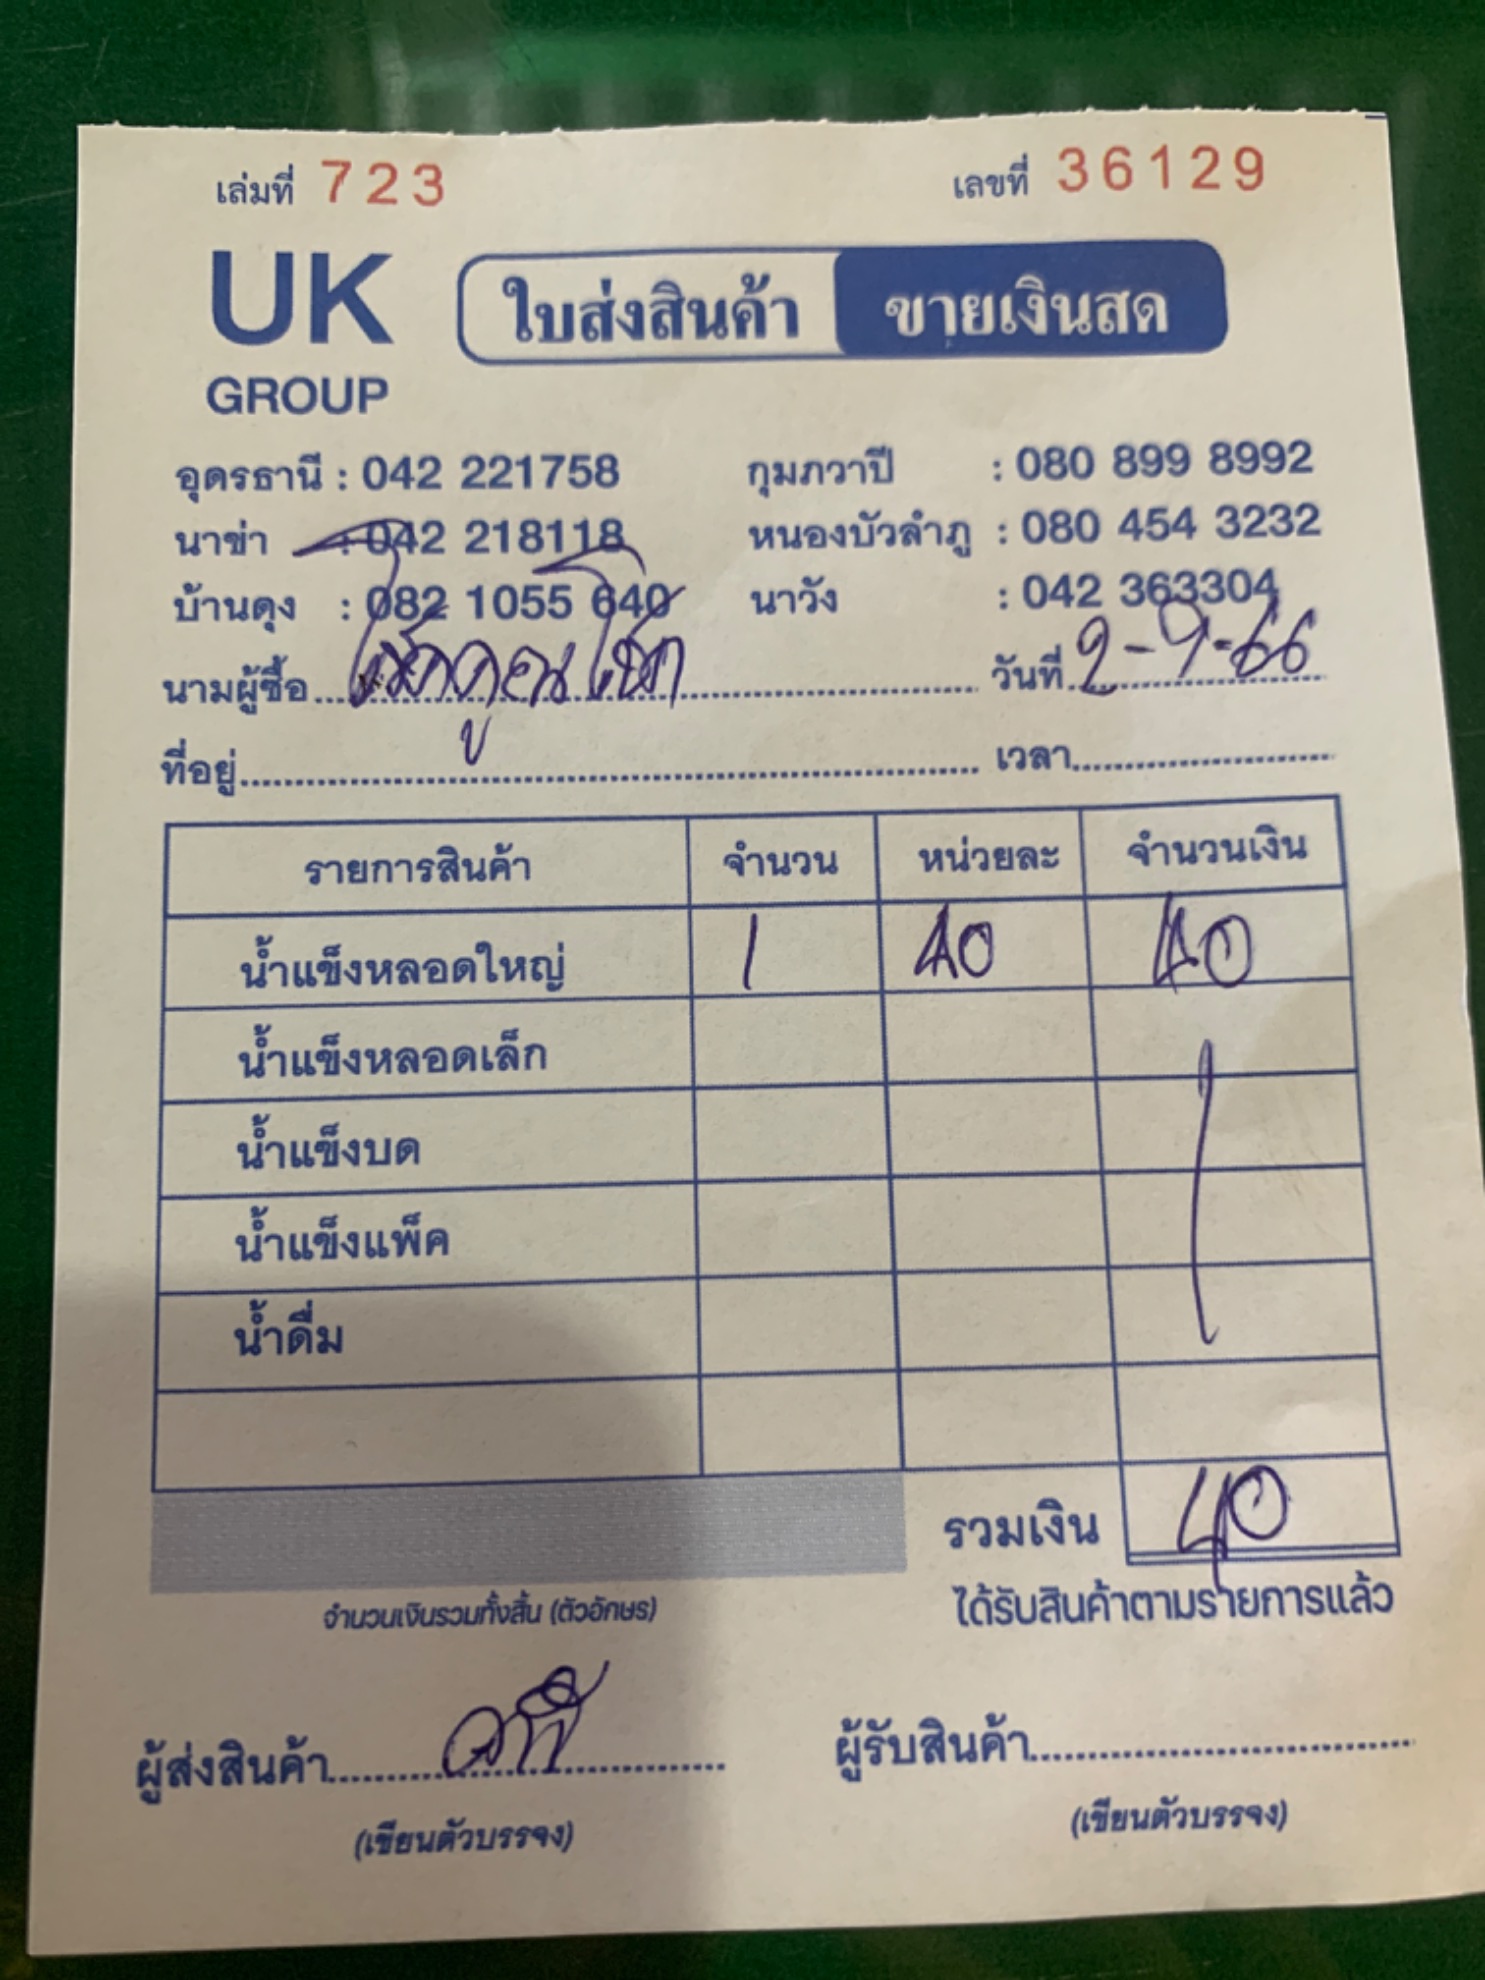 เล่มที่ 723 เลขที่ 36129
UK
GROUP
ใบส่งสินค้า ขายเงินสด
อุดรธานี : 042 221758 กุมภวาปี : 080 899 8992
นาข่า : 042 218118 หนองบัวลำภู : 080 454 3232
บ้านดุง : 082 1055 640 นาวัง : 042 363304
นามผู้ซื้อ วันที่ 2-9-66
ที่อยู่ เวลา
รายการสินค้า จำนวน หน่วยละ จำนวนเงิน
น้ำแข็งหลอดใหญ่ 1 40 40
น้ำแข็งหลอดเล็ก
น้ำแข็งบด
น้ำแข็งแพ็ค
น้ำดื่ม
รวมเงิน 40
จำนวนเงินรวมทั้งสิ้น (ตัวอักษร) ได้รับสินค้าตามรายการแล้ว
ผู้ส่งสินค้า ผู้รับสินค้า
(เขียนตัวบรรจง) (เขียนตัวบรรจง)